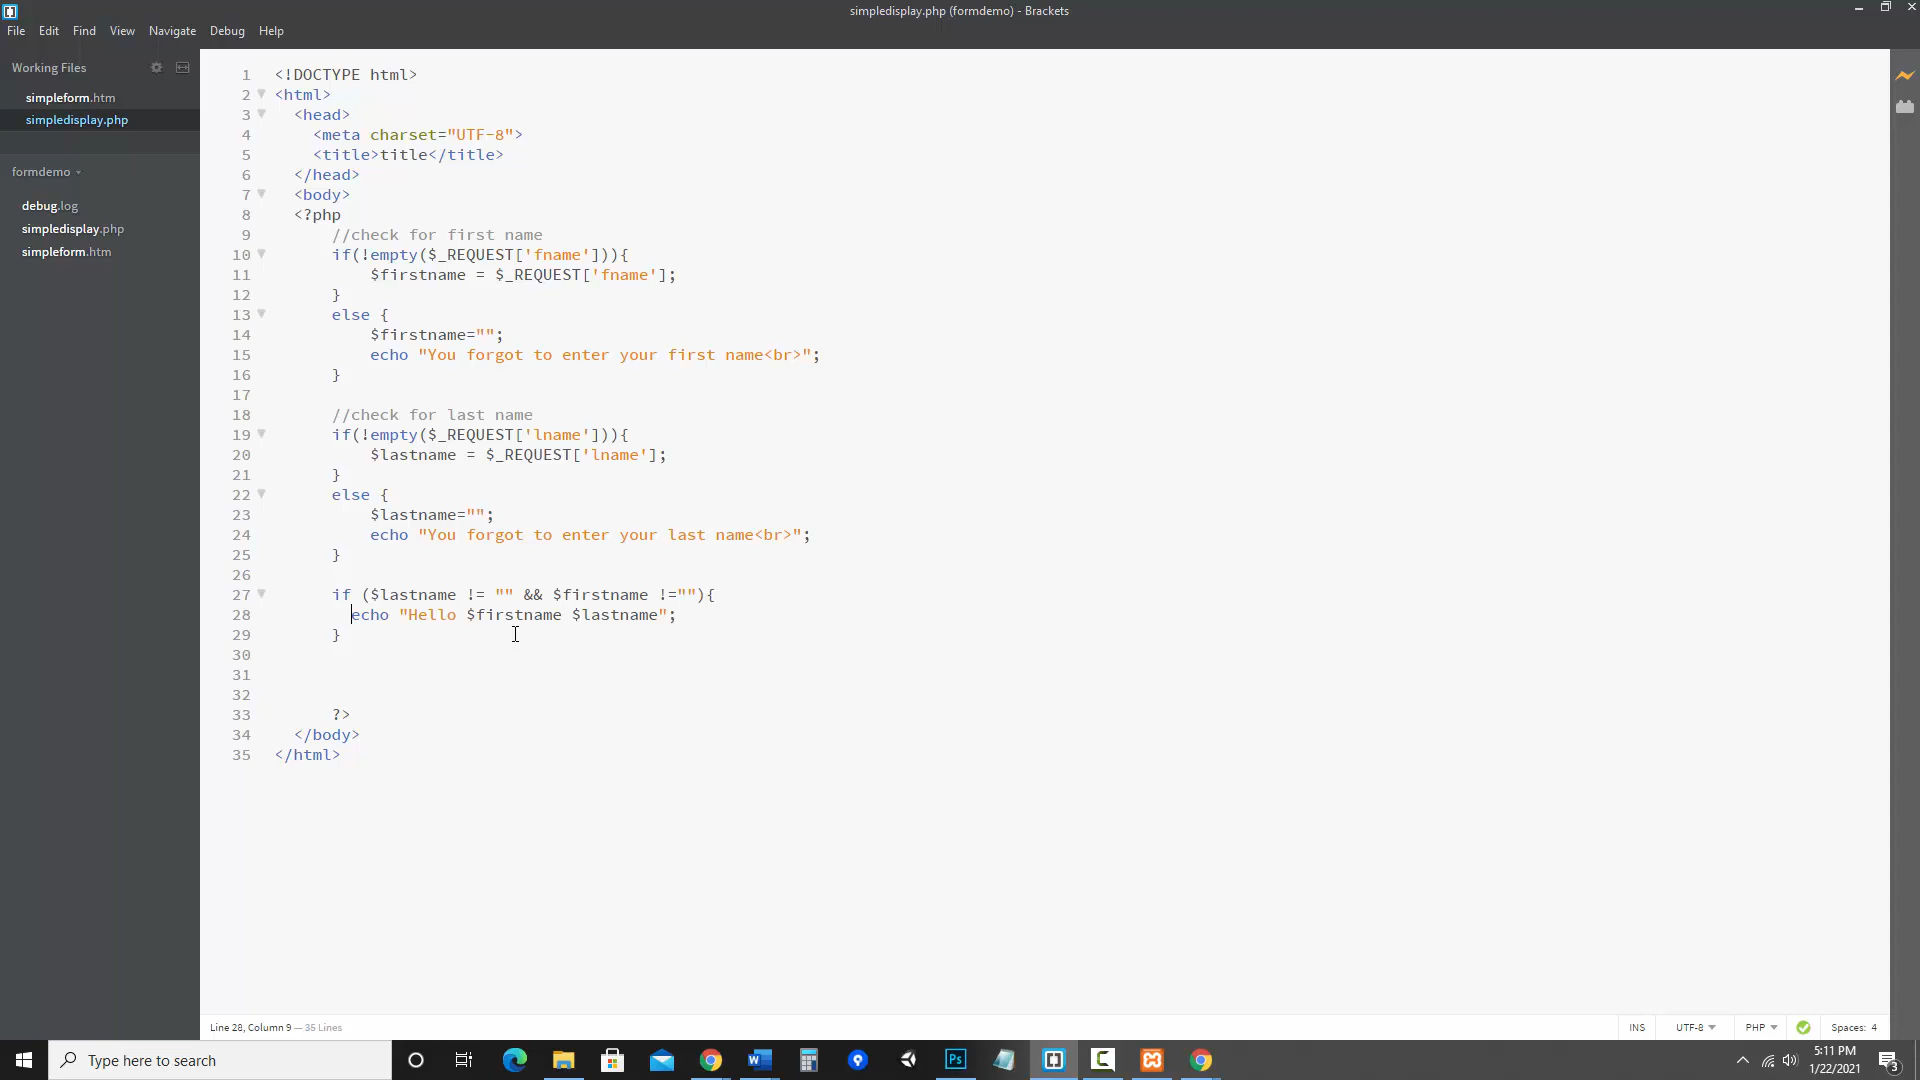 simpledisplay.php (formdemo) - Brackets
File Edit Find View Navigate Debug Help
Working Files
simpleform.htm
simpledisplay.php
formdemo
debug.log
simpledisplay.php
simpleform.htm
1 <!DOCTYPE html>
2 <html>
3 <head>
4 <meta charset="UTF-8">
5 <title>title</title>
6 </head>
7 <body>
8 <?php
9 //check for first name
10 if(!empty($_REQUEST['fname'])){
11 $firstname = $_REQUEST['fname'];
12 }
13 else {
14 $firstname="";
15 echo "You forgot to enter your first name<br>";
16 }
17
18 //check for last name
19 if(!empty($_REQUEST['lname'])){
20 $lastname = $_REQUEST['lname'];
21 }
22 else {
23 $lastname="";
24 echo "You forgot to enter your last name<br>";
25 }
26
27 if ($lastname != "" && $firstname !=""){
28 echo "Hello $firstname $lastname";
29 }
30
31
32
33 ?>
34 </body>
35 </html>
Line 28, Column 9 — 35 Lines
INS UTF-8 PHP Spaces: 4
Type here to search
W
Ps
5:11 PM
1/22/2021
3